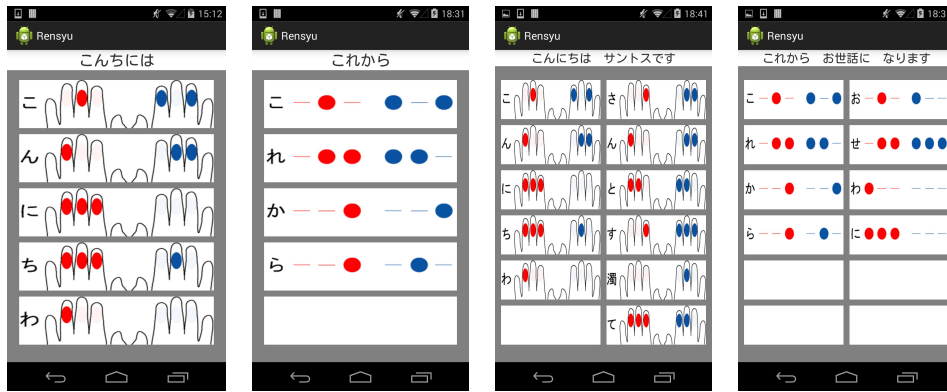 15:12
Rensyu
こんちには
こ
ん
に
ち
わ
18:31
Rensyu
これから
こ
れ
か
ら
18:41
Rensyu
こんにちは　サントスです
こ
ん
に
ち
わ
さ
ん
と
す
濁
て
18:3
Rensyu
これから　お世話に　なります
こ
れ
か
ら
お
せ
わ
に